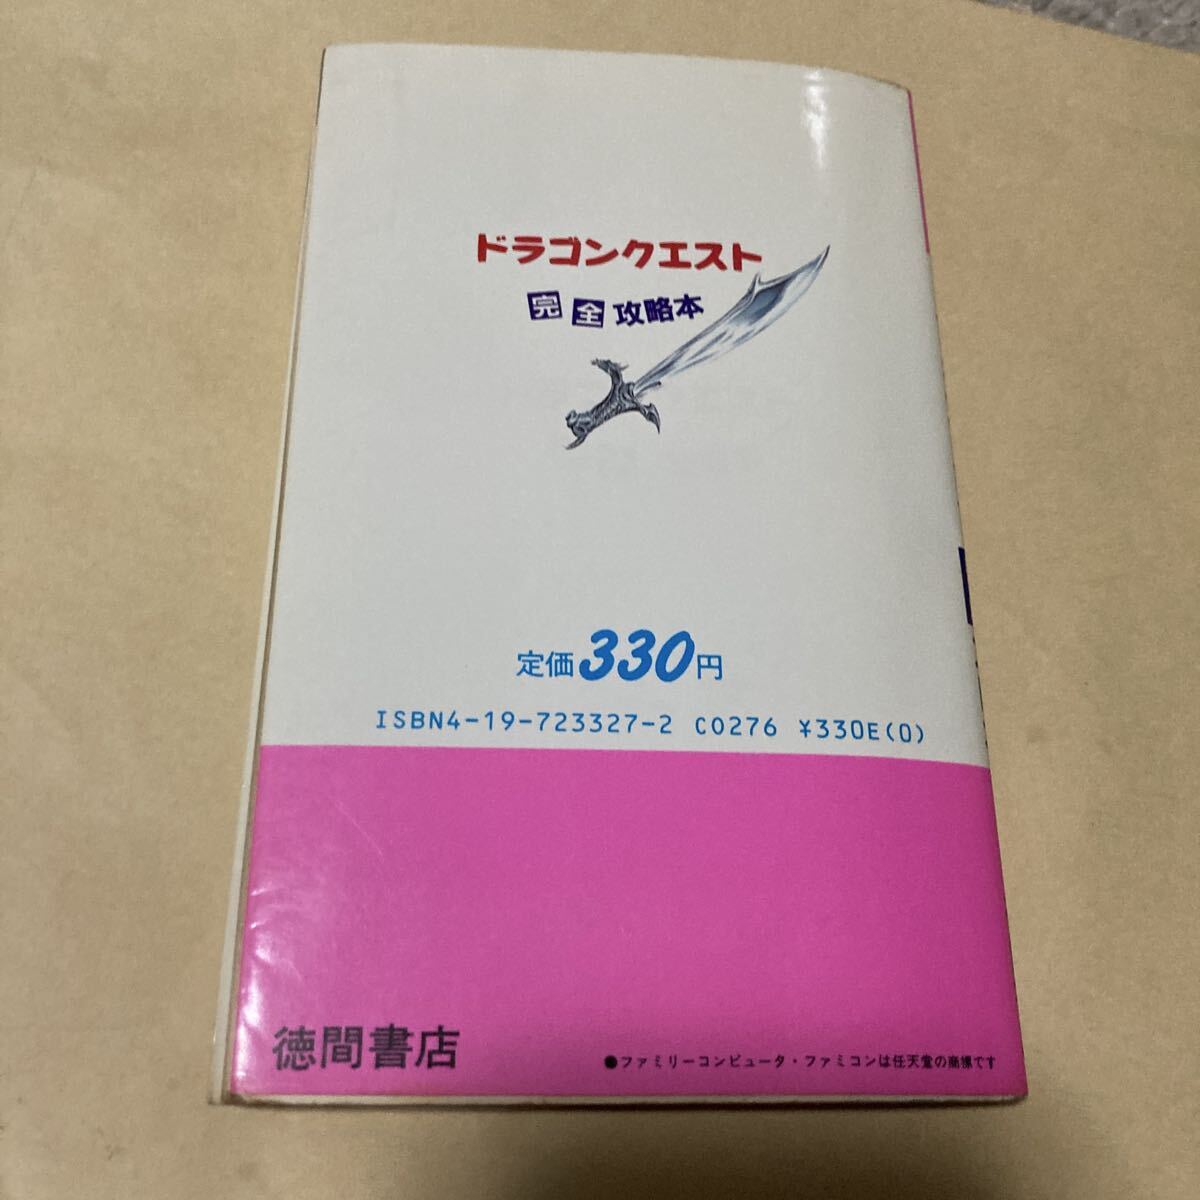 ドラゴンクエスト
完全攻略本
定価330円
ISBN4-19-723327-2 C0276 ¥330E(0)
徳間書店
●ファミリーコンピュータ・ファミコンは任天堂の商標です